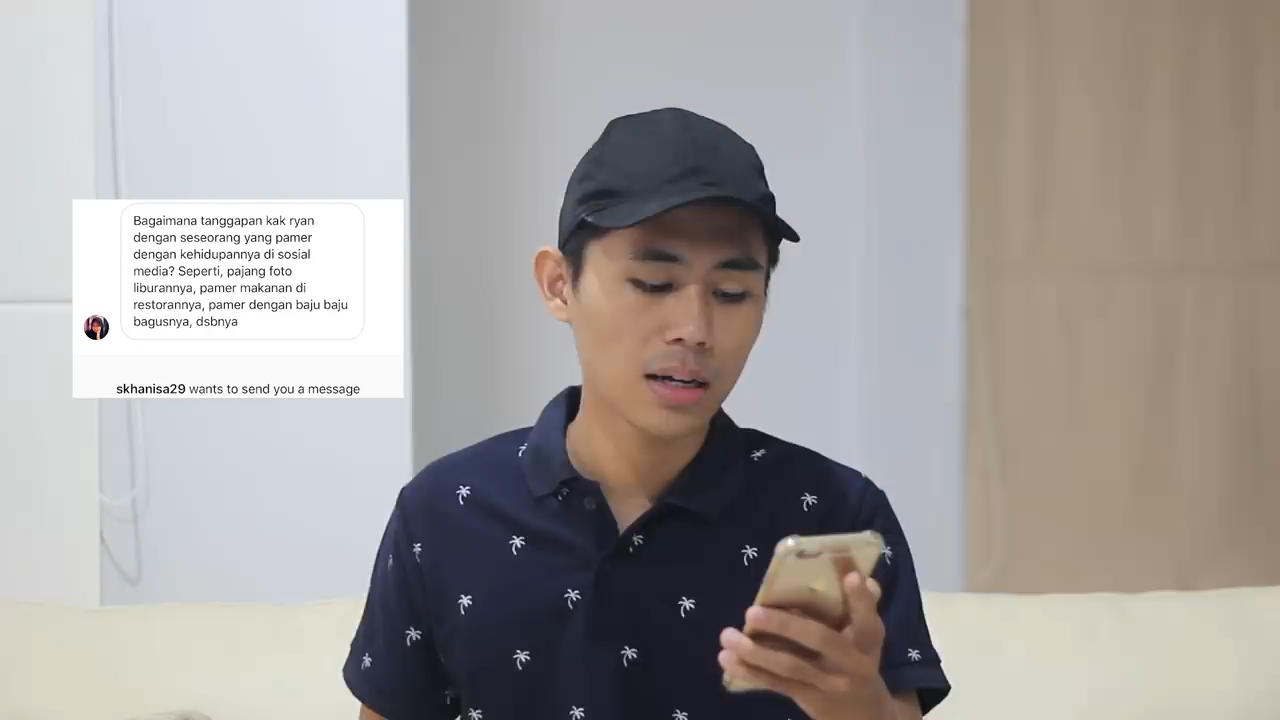 Bagaimana tanggapan kak ryan
dengan seseorang yang pamer
dengan kehidupannya di sosial
media? Seperti, pajang foto
liburannya, pamer makanan di
restorannya, pamer dengan baju baju
bagusnya, dsbnya
skhanisa29 wants to send you a message